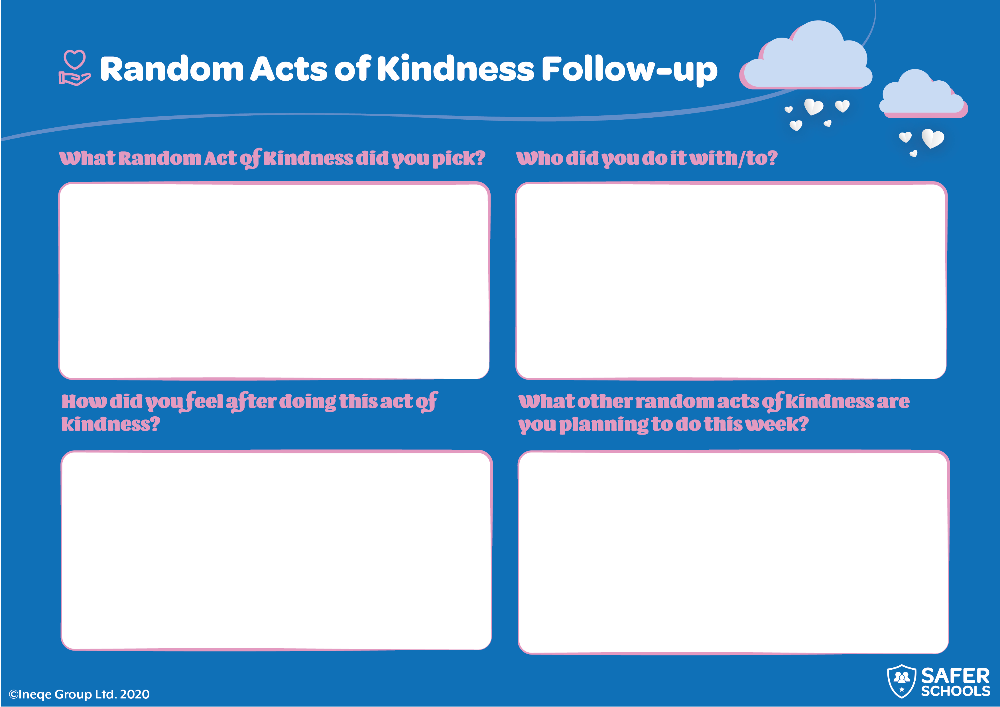 Random Acts of Kindness Follow-up
What Random Act of Kindness did you pick?
Who did you do it with/to?
How did you feel after doing this act of
kindness?
What other random acts of kindness are
you planning to do this week?
©Ineqe Group Ltd. 2020
SAFER
SCHOOLS